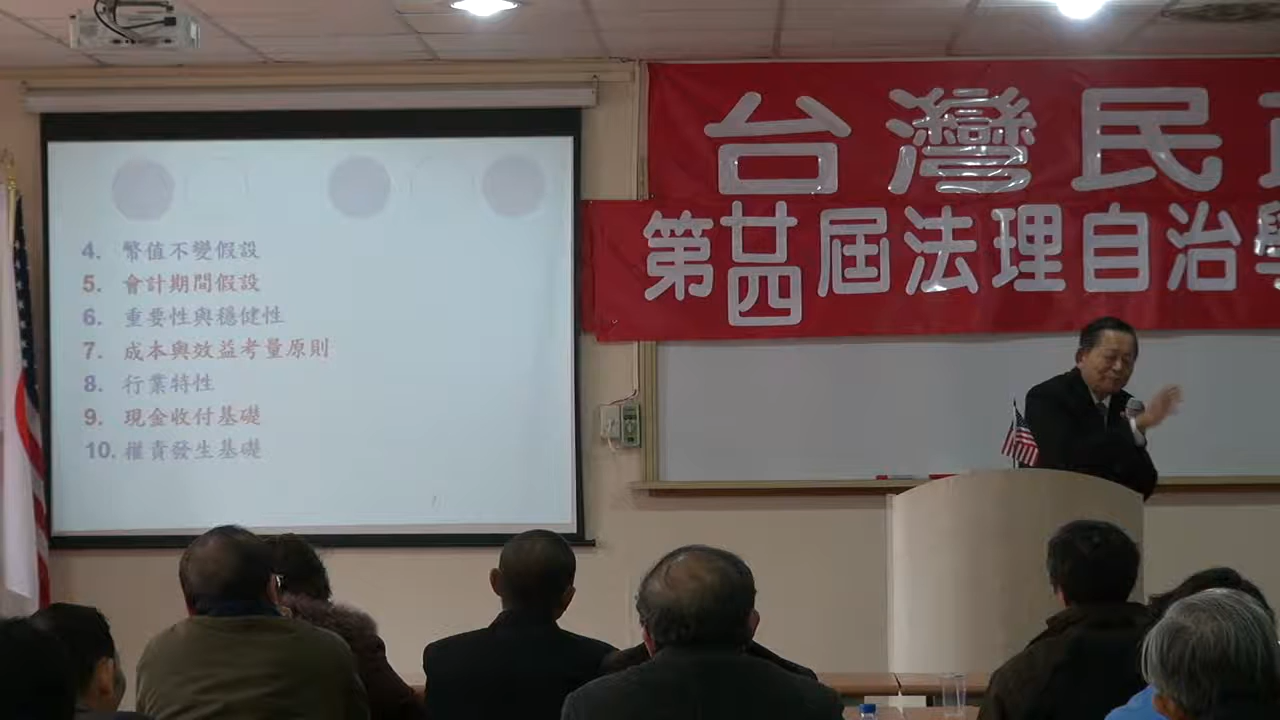 台灣民
第廿四屆法理自治學
4. 幣值不變假設
5. 會計期間假設
6. 重要性與穩健性
7. 成本與效益考量原則
8. 行業特性
9. 現金收付基礎
10. 權責發生基礎